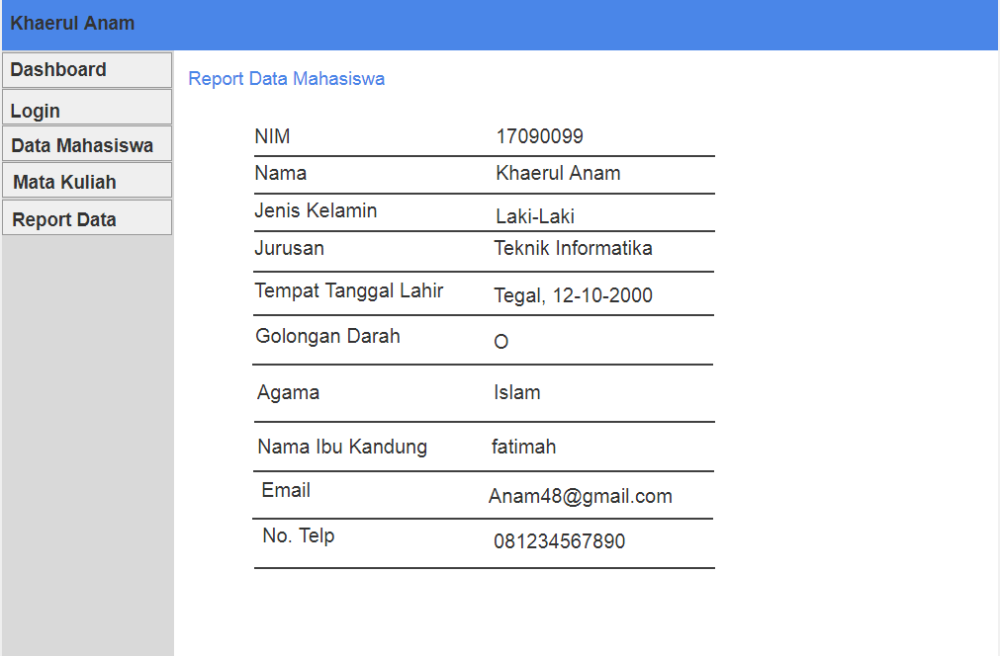 Khaerul Anam
Dashboard
Login
Data Mahasiswa
Mata Kuliah
Report Data
Report Data Mahasiswa
NIM 17090099
Nama Khaerul Anam
Jenis Kelamin Laki-Laki
Jurusan Teknik Informatika
Tempat Tanggal Lahir Tegal, 12-10-2000
Golongan Darah O
Agama Islam
Nama Ibu Kandung fatimah
Email Anam48@gmail.com
No. Telp 081234567890